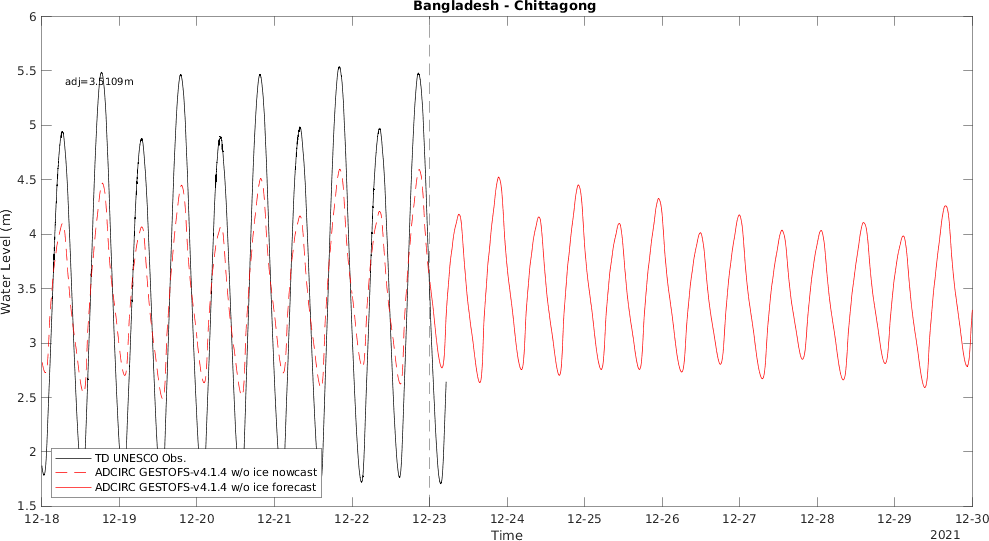 Bangladesh - Chittagong
6
5.5
5
4.5
4
3.5
3
2.5
2
1.5
Water Level (m)
adj=3.5109m
TD UNESCO Obs.
ADCIRC GESTOFS-v4.1.4 w/o ice nowcast
ADCIRC GESTOFS-v4.1.4 w/o ice forecast
12-18 12-19 12-20 12-21 12-22 12-23 12-24 12-25 12-26 12-27 12-28 12-29 12-30
Time
2021